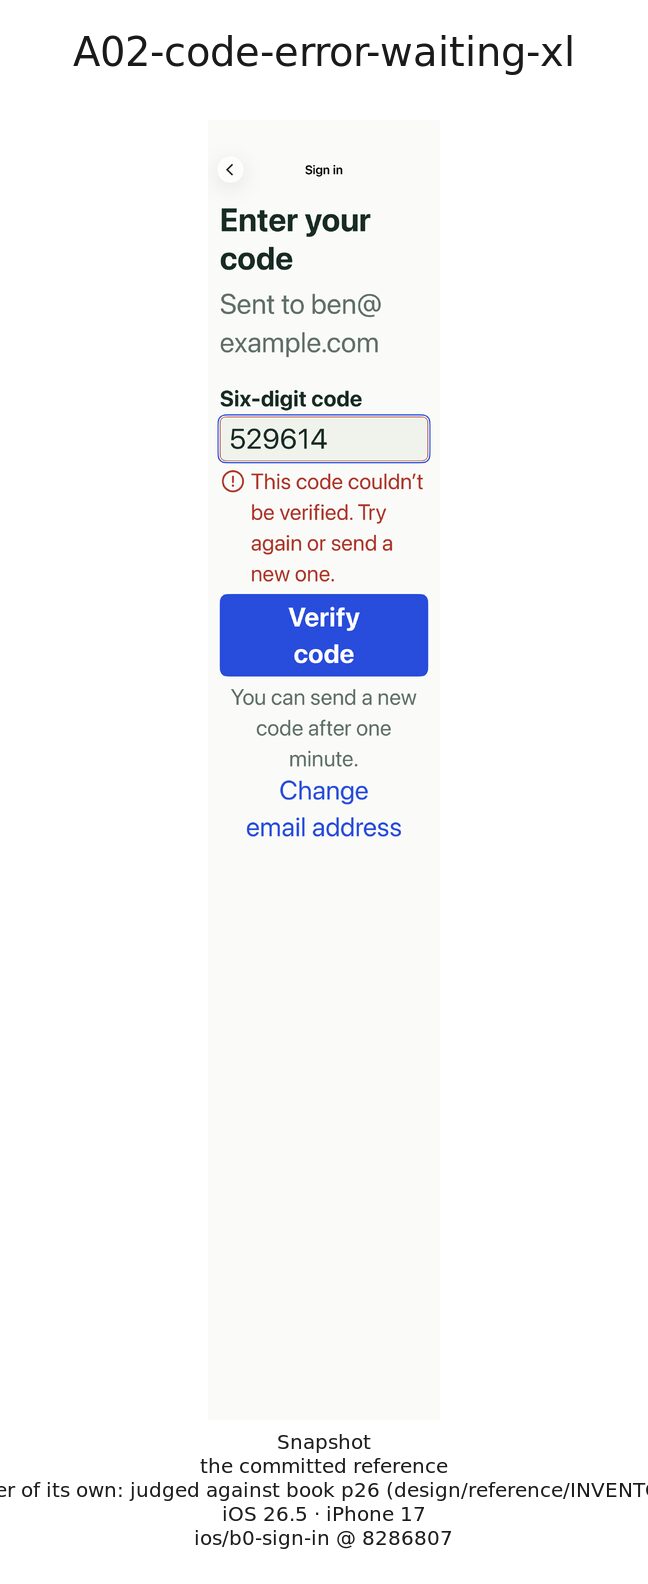 A02-code-error-waiting-xl
Sign in
Enter your
code
Sent to ben@
example.com
Six-digit code
529614
This code couldn’t
be verified. Try
again or send a
new one.
Verify
code
You can send a new
code after one
minute.
Change
email address
Snapshot
the committed reference
of its own: judged against book p26 (design/reference/
iOS 26.5 · iPhone 17
ios/b0-sign-in @ 8286807